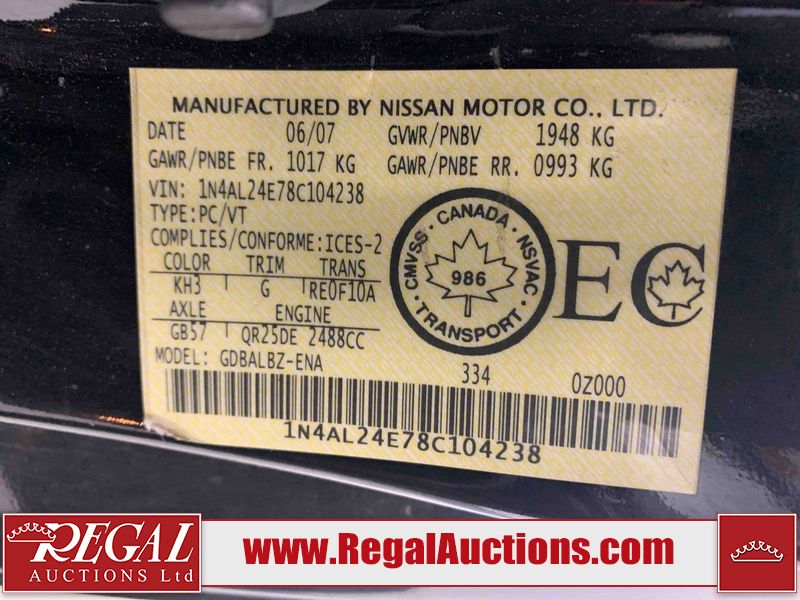 MANUFACTURED BY NISSAN MOTOR CO., LTD.
DATE 06/07 GVWR/PNBV 1948 KG
GAWR/PNBE FR. 1017 KG GAWR/PNBE RR. 0993 KG
VIN: 1N4AL24E78C104238
TYPE:PC/VT
COMPLIES/CONFORME:ICES-2
COLOR TRIM TRANS
KH3 G RE0F10A
AXLE ENGINE
GB57 QR25DE 2488CC
MODEL: GDBALBZ-ENA 334 0Z000
CMVSS · CANADA · NSVAC
986
· TRANSPORT ·
EC
1N4AL24E78C104238
REGAL
AUCTIONS Ltd
www.RegalAuctions.com